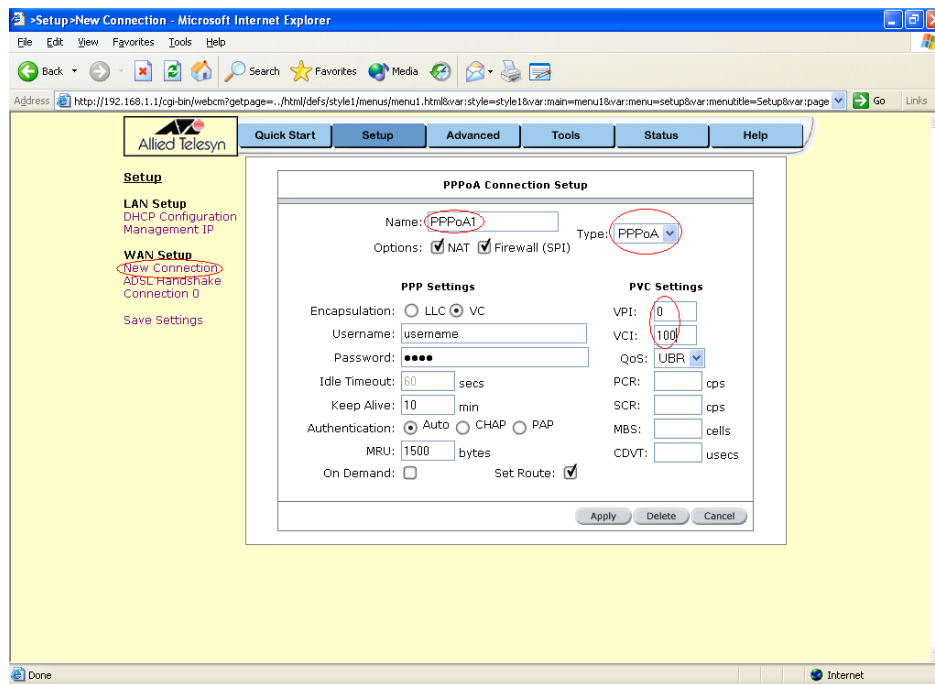 >Setup>New Connection - Microsoft Internet Explorer
File Edit View Favorites Tools Help
Back Search Favorites Media
Address http://192.168.1.1/cgi-bin/webcm?getpage=../html/defs/style1/menus/menu1.html&var:style=style1&var:main=menu1&var:menu=setup&var:menutitle=Setup&var:page Go Links
Allied Telesyn
Quick Start Setup Advanced Tools Status Help
Setup
LAN Setup
DHCP Configuration
Management IP
WAN Setup
New Connection
ADSL Handshake
Connection 0
Save Settings
PPPoA Connection Setup
Name: PPPoA1 Type: PPPoA
Options: NAT Firewall (SPI)
PPP Settings PVC Settings
Encapsulation: LLC VC VPI: 0
Username: username VCI: 100
Password: •••• QoS: UBR
Idle Timeout: 60 secs PCR: cps
Keep Alive: 10 min SCR: cps
Authentication: Auto CHAP PAP MBS: cells
MRU: 1500 bytes CDVT: usecs
On Demand: Set Route:
Apply Delete Cancel
Done Internet